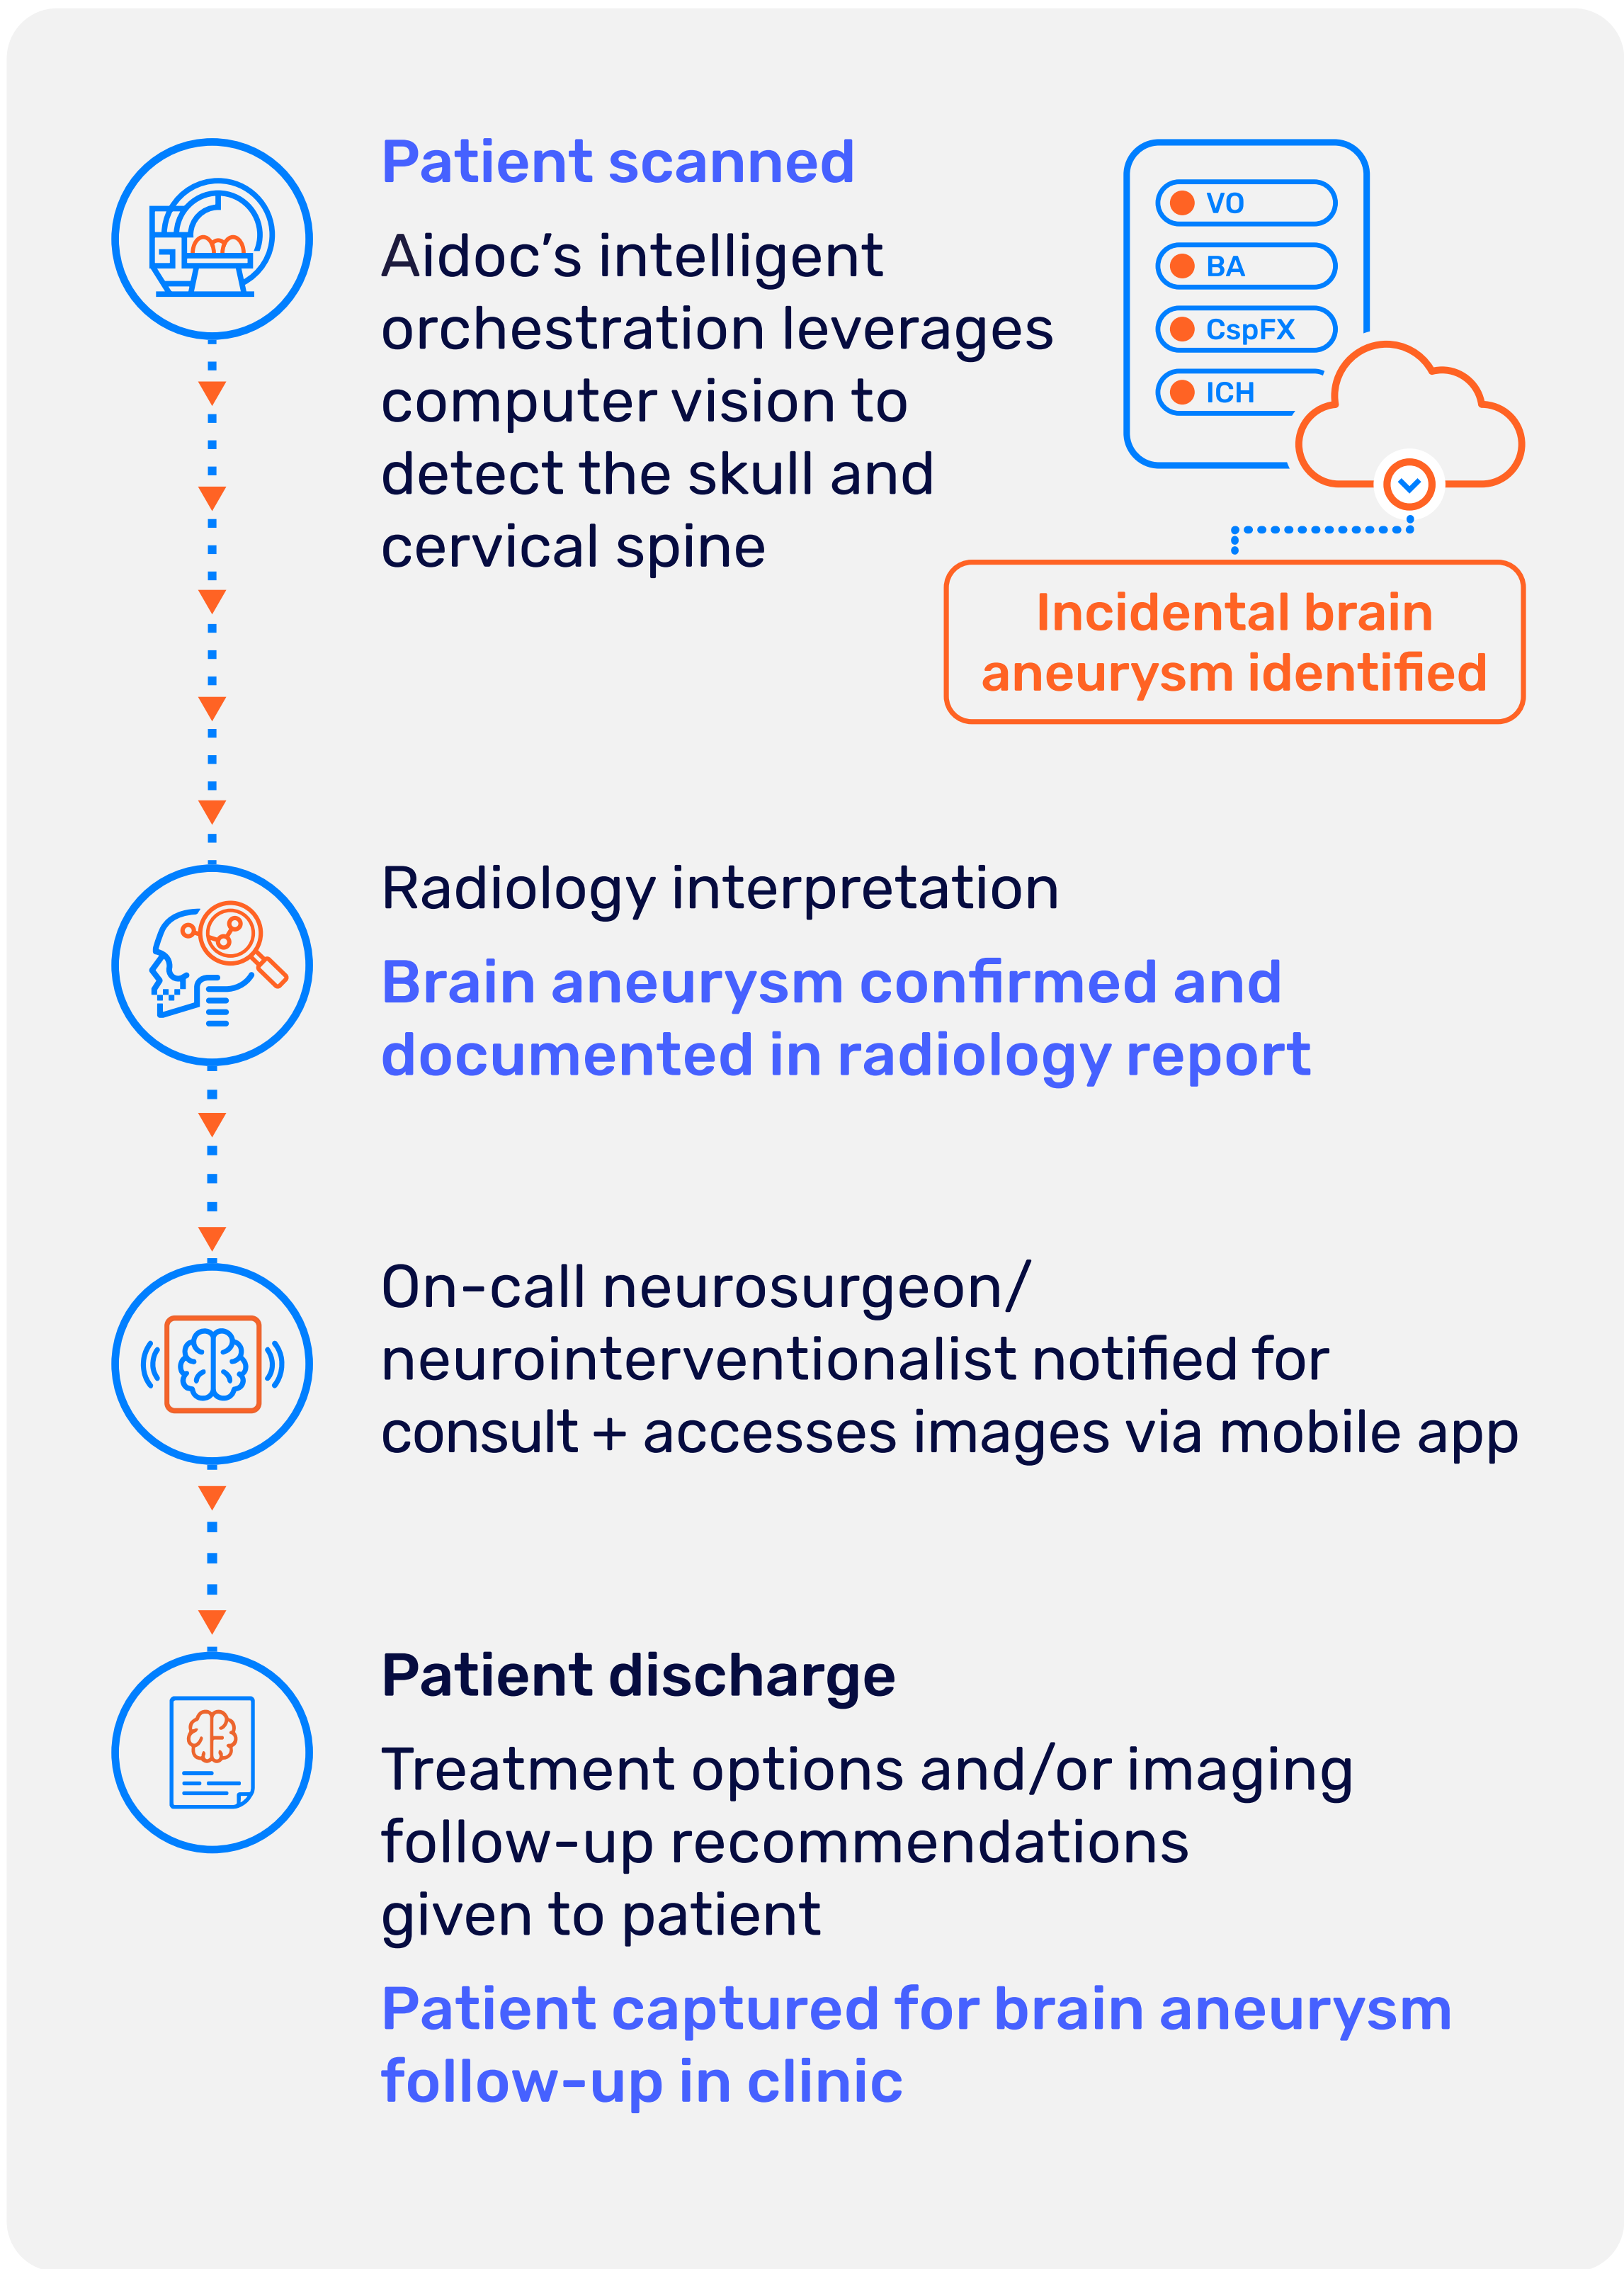 Patient scanned
Aidoc’s intelligent
orchestration leverages
computer vision to
detect the skull and
cervical spine
VO
BA
CspFX
ICH
Incidental brain
aneurysm identified
Radiology interpretation
Brain aneurysm confirmed and
documented in radiology report
On-call neurosurgeon/
neurointerventionalist notified for
consult + accesses images via mobile app
Patient discharge
Treatment options and/or imaging
follow-up recommendations
given to patient
Patient captured for brain aneurysm
follow-up in clinic